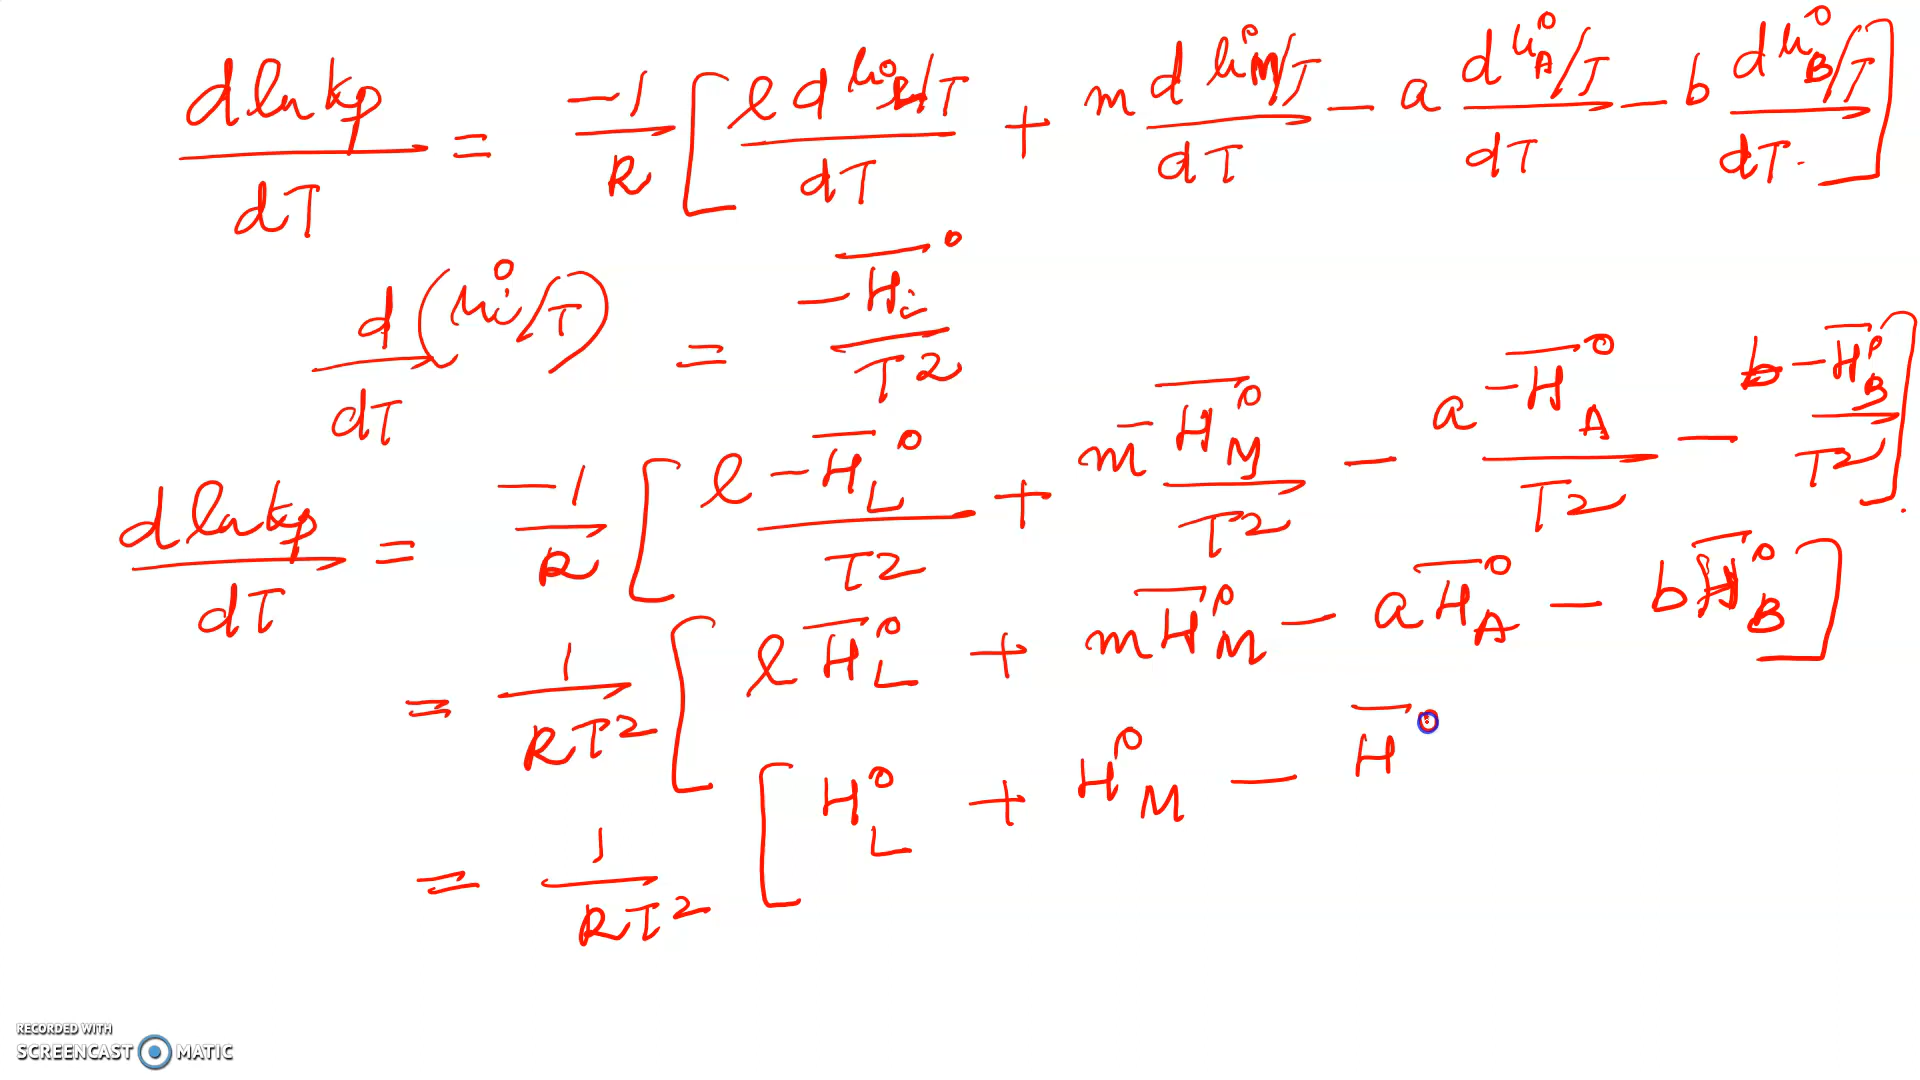 d ln kp / dT = -1/R [ l d μ°L/T / dT + m d μ°M/T / dT - a d μ°A/T / dT - b d μ°B/T / dT. ]
d/dT (μi°/T) = -H̅i° / T²
d ln kp / dT = -1/R [ l -H̅L° / T² + m -H̅M° / T² - a -H̅A° / T² - b -H̅B° / T² ].
= 1/RT² [ l H̅L° + m H̅M° - a H̅A° - b H̅B° ]
= 1/RT² [ H°L + H°M - H̅°
RECORDED WITH
SCREENCAST MATIC